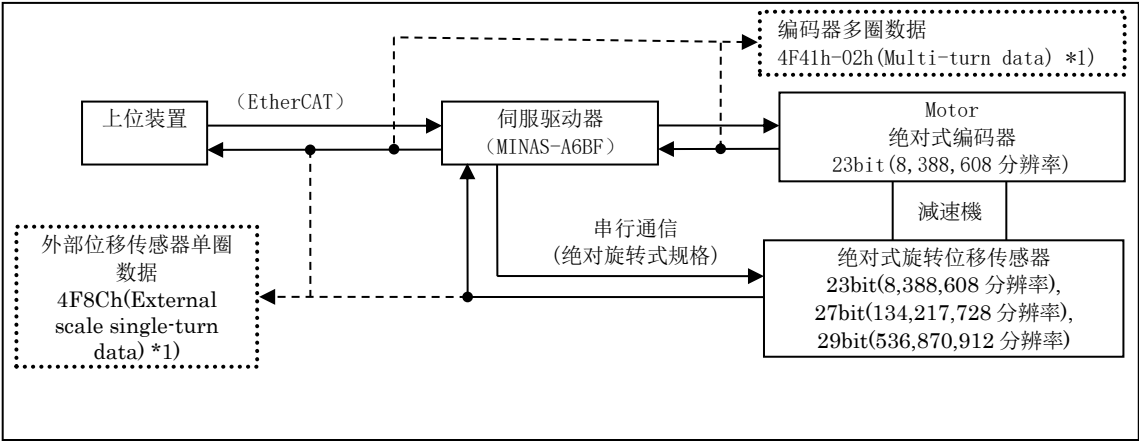 编码器多圈数据
4F41h-02h(Multi-turn data) *1)
（EtherCAT）
上位装置
伺服驱动器
（MINAS-A6BF）
Motor
绝对式编码器
23bit(8,388,608 分辨率)
減速機
串行通信
(绝对旋转式规格)
外部位移传感器单圈
数据
4F8Ch(External
scale single-turn
data) *1)
绝对式旋转位移传感器
23bit(8,388,608 分辨率),
27bit(134,217,728 分辨率),
29bit(536,870,912 分辨率)